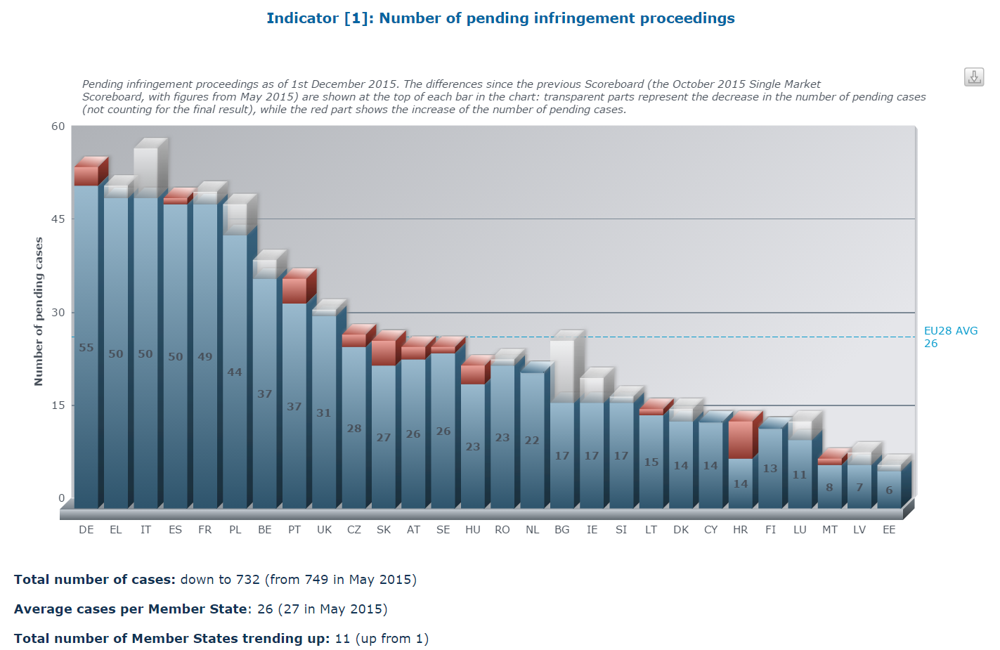 Indicator [1]: Number of pending infringement proceedings
Pending infringement proceedings as of 1st December 2015. The differences since the previous Scoreboard (the October 2015 Single Market
Scoreboard, with figures from May 2015) are shown at the top of each bar in the chart: transparent parts represent the decrease in the number of pending cases
(not counting for the final result), while the red part shows the increase of the number of pending cases.
Number of pending cases
60
45
30
15
0
EU28 AVG
26
55 50 50 50 49 44 37 37 31 28 27 26 26 23 23 22 17 17 17 15 14 14 14 13 11 8 7 6
DE EL IT ES FR PL BE PT UK CZ SK AT SE HU RO NL BG IE SI LT DK CY HR FI LU MT LV EE
Total number of cases: down to 732 (from 749 in May 2015)
Average cases per Member State: 26 (27 in May 2015)
Total number of Member States trending up: 11 (up from 1)